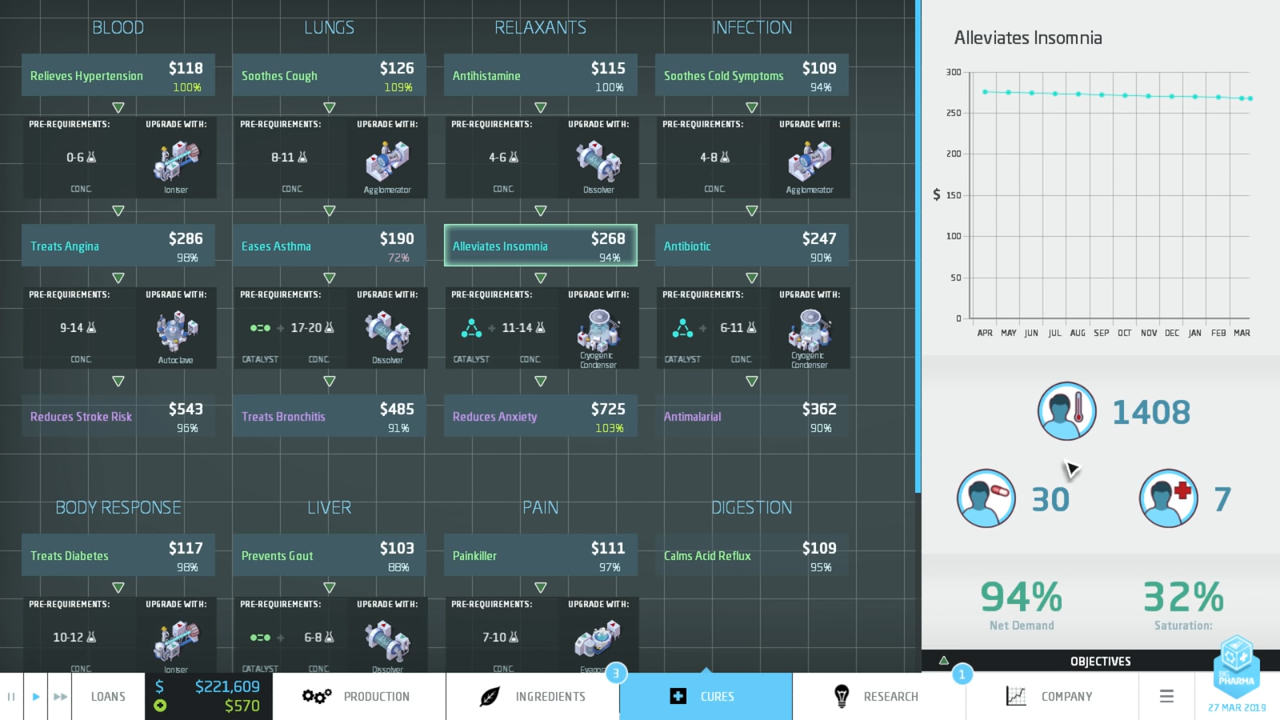 BLOOD LUNGS RELAXANTS INFECTION
Relieves Hypertension $118 100%
Soothes Cough $126 109%
Antihistamine $115 100%
Soothes Cold Symptoms $109 94%
PRE-REQUIREMENTS: UPGRADE WITH: PRE-REQUIREMENTS: UPGRADE WITH: PRE-REQUIREMENTS: UPGRADE WITH: PRE-REQUIREMENTS: UPGRADE WITH:
0-6 8-11 4-6 4-8
CONC. Ioniser CONC. Agglomerator CONC. Dissolver CONC. Agglomerator
Treats Angina $286 98%
Eases Asthma $190 72%
Alleviates Insomnia $268 94%
Antibiotic $247 90%
PRE-REQUIREMENTS: UPGRADE WITH: PRE-REQUIREMENTS: UPGRADE WITH: PRE-REQUIREMENTS: UPGRADE WITH: PRE-REQUIREMENTS: UPGRADE WITH:
9-14 + 17-20 + 11-14 + 6-11
CONC. Autoclave CATALYST CONC. Dissolver CATALYST CONC. Cryogenic Condenser CATALYST CONC. Cryogenic Condenser
Reduces Stroke Risk $543 96%
Treats Bronchitis $485 91%
Reduces Anxiety $725 103%
Antimalarial $362 90%
BODY RESPONSE LIVER PAIN DIGESTION
Treats Diabetes $117 98%
Prevents Gout $103 88%
Painkiller $111 97%
Calms Acid Reflux $109 95%
PRE-REQUIREMENTS: UPGRADE WITH: PRE-REQUIREMENTS: UPGRADE WITH: PRE-REQUIREMENTS: UPGRADE WITH:
10-12 + 6-8 7-10
CONC. Ioniser CATALYST CONC. Dissolver CONC.
Alleviates Insomnia
300
250
200
$ 150
100
50
0
APR MAY JUN JUL AUG SEP OCT NOV DEC JAN FEB MAR
1408
30 7
94% 32%
Net Demand Saturation:
OBJECTIVES
3 1
LOANS $ $221,609 PRODUCTION INGREDIENTS CURES RESEARCH COMPANY
$570
PHARMA
27 MAR 2019